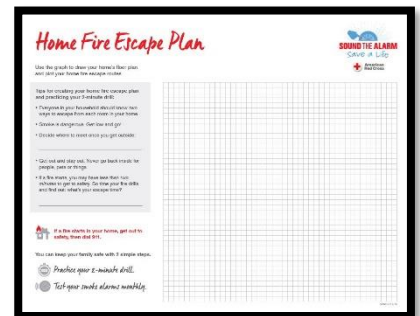 Home Fire Escape Plan
SOUND THE ALARM
Save a Life
American
Red Cross
Use the graph to draw your home's floor plan
and plot your home fire escape routes.
Tips for creating your home fire escape plan
and practicing your 2-minute drill:
• Everyone in your household should know two
ways to escape from each room in your home.
• Smoke is dangerous. Get low and go!
• Decide where to meet once you get outside.
• Get out and stay out. Never go back inside for
people, pets or things.
• If a fire starts, you may have less than two
minutes to get to safety. So time your fire drills
and find out: what's your escape time?
If a fire starts in your home, get out to
safety, then dial 911.
You can keep your family safe with 2 simple steps.
Practice your 2-minute drill.
Test your smoke alarms monthly.